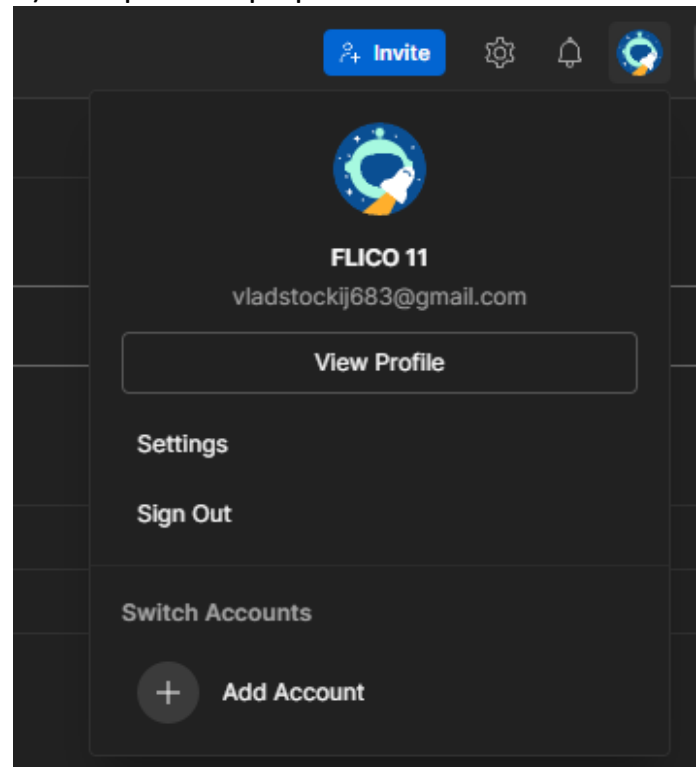 Invite
FLICO 11
vladstockij683@gmail.com
View Profile
Settings
Sign Out
Switch Accounts
Add Account